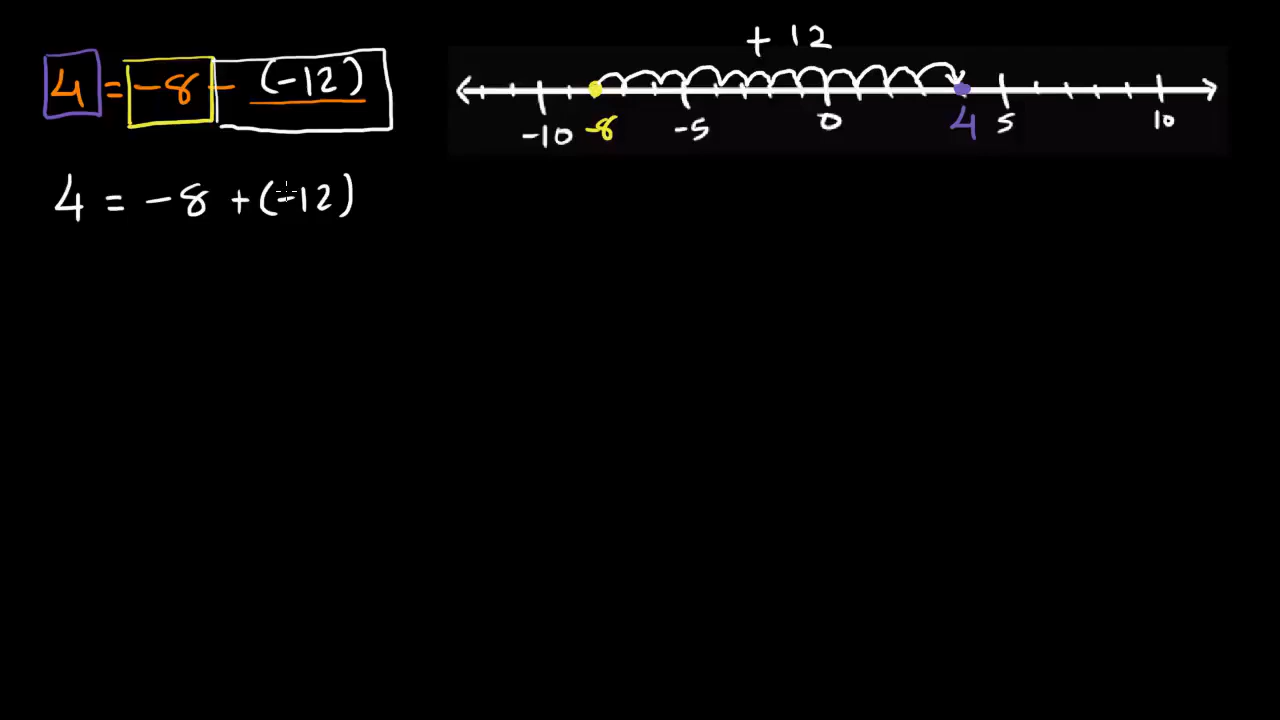 4 = -8 - (-12)
+ 12
-10 -8 -5 0 4 5 10
4 = -8 + (-12)